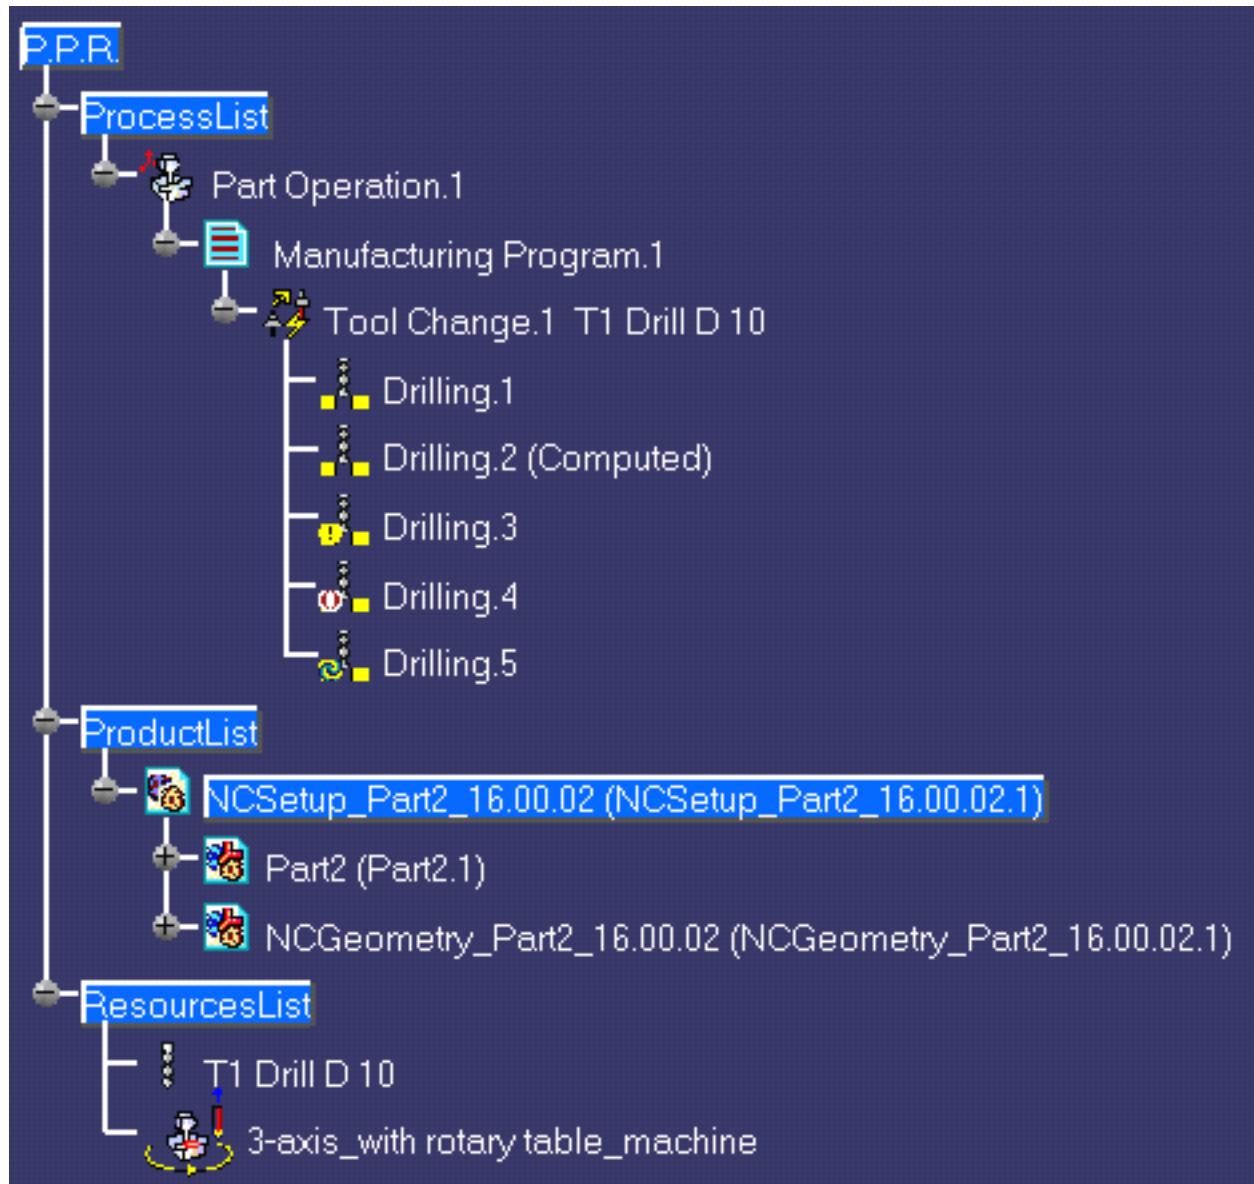 P.P.R.
ProcessList
Part Operation.1
Manufacturing Program.1
Tool Change.1 T1 Drill D 10
Drilling.1
Drilling.2 (Computed)
Drilling.3
Drilling.4
Drilling.5
ProductList
NCSetup_Part2_16.00.02 (NCSetup_Part2_16.00.02.1)
Part2 (Part2.1)
NCGeometry_Part2_16.00.02 (NCGeometry_Part2_16.00.02.1)
ResourcesList
T1 Drill D 10
3-axis_with rotary table_machine